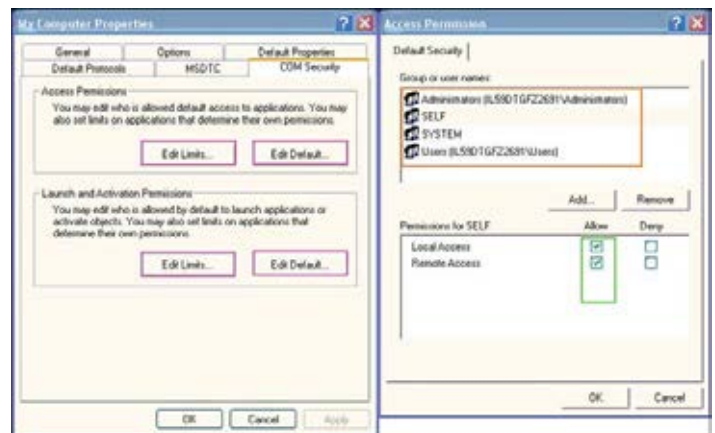 My Computer Properties
General
Options
Default Properties
Default Protocols
MSDTC
COM Security
Access Permissions
You may edit who is allowed default access to applications. You may
also set limits on applications that determine their own permissions.
Edit Limits...
Edit Default...
Launch and Activation Permissions
You may edit who is allowed by default to launch applications or
activate objects. You may also set limits on applications that
determine their own permissions.
Edit Limits...
Edit Default...
OK
Cancel
Apply
Access Permission
Default Security
Group or user names:
Administrators
SELF
SYSTEM
Users
Add...
Remove
Permissions for SELF
Allow
Deny
Local Access
Remote Access
OK
Cancel